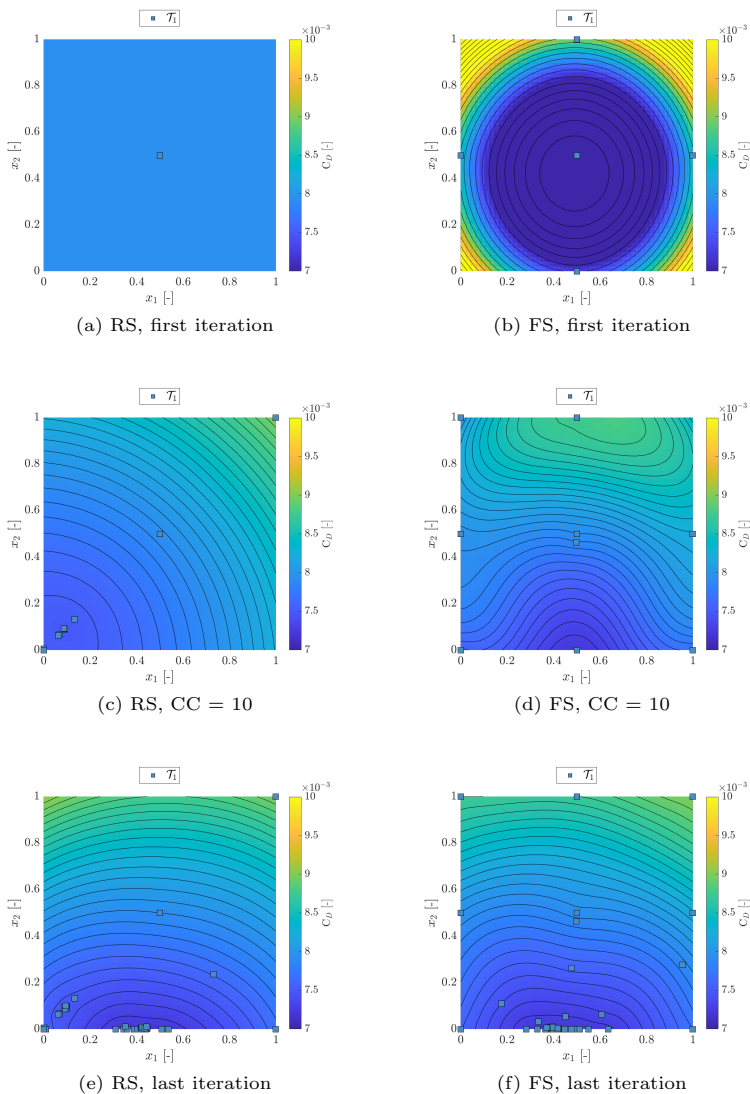 𝒯₁
×10⁻³
1
0.8
0.6
0.4
0.2
0
x₂ [-]
0 0.2 0.4 0.6 0.8 1
x₁ [-]
10
9.5
9
8.5
8
7.5
7
C_D [-]
(a) RS, first iteration
𝒯₁
×10⁻³
1
0.8
0.6
0.4
0.2
0
x₂ [-]
0 0.2 0.4 0.6 0.8 1
x₁ [-]
10
9.5
9
8.5
8
7.5
7
C_D [-]
(b) FS, first iteration
𝒯₁
×10⁻³
1
0.8
0.6
0.4
0.2
0
x₂ [-]
0 0.2 0.4 0.6 0.8 1
x₁ [-]
10
9.5
9
8.5
8
7.5
7
C_D [-]
(c) RS, CC = 10
𝒯₁
×10⁻³
1
0.8
0.6
0.4
0.2
0
x₂ [-]
0 0.2 0.4 0.6 0.8 1
x₁ [-]
10
9.5
9
8.5
8
7.5
7
C_D [-]
(d) FS, CC = 10
𝒯₁
×10⁻³
1
0.8
0.6
0.4
0.2
0
x₂ [-]
0 0.2 0.4 0.6 0.8 1
x₁ [-]
10
9.5
9
8.5
8
7.5
7
C_D [-]
(e) RS, last iteration
𝒯₁
×10⁻³
1
0.8
0.6
0.4
0.2
0
x₂ [-]
0 0.2 0.4 0.6 0.8 1
x₁ [-]
10
9.5
9
8.5
8
7.5
7
C_D [-]
(f) FS, last iteration